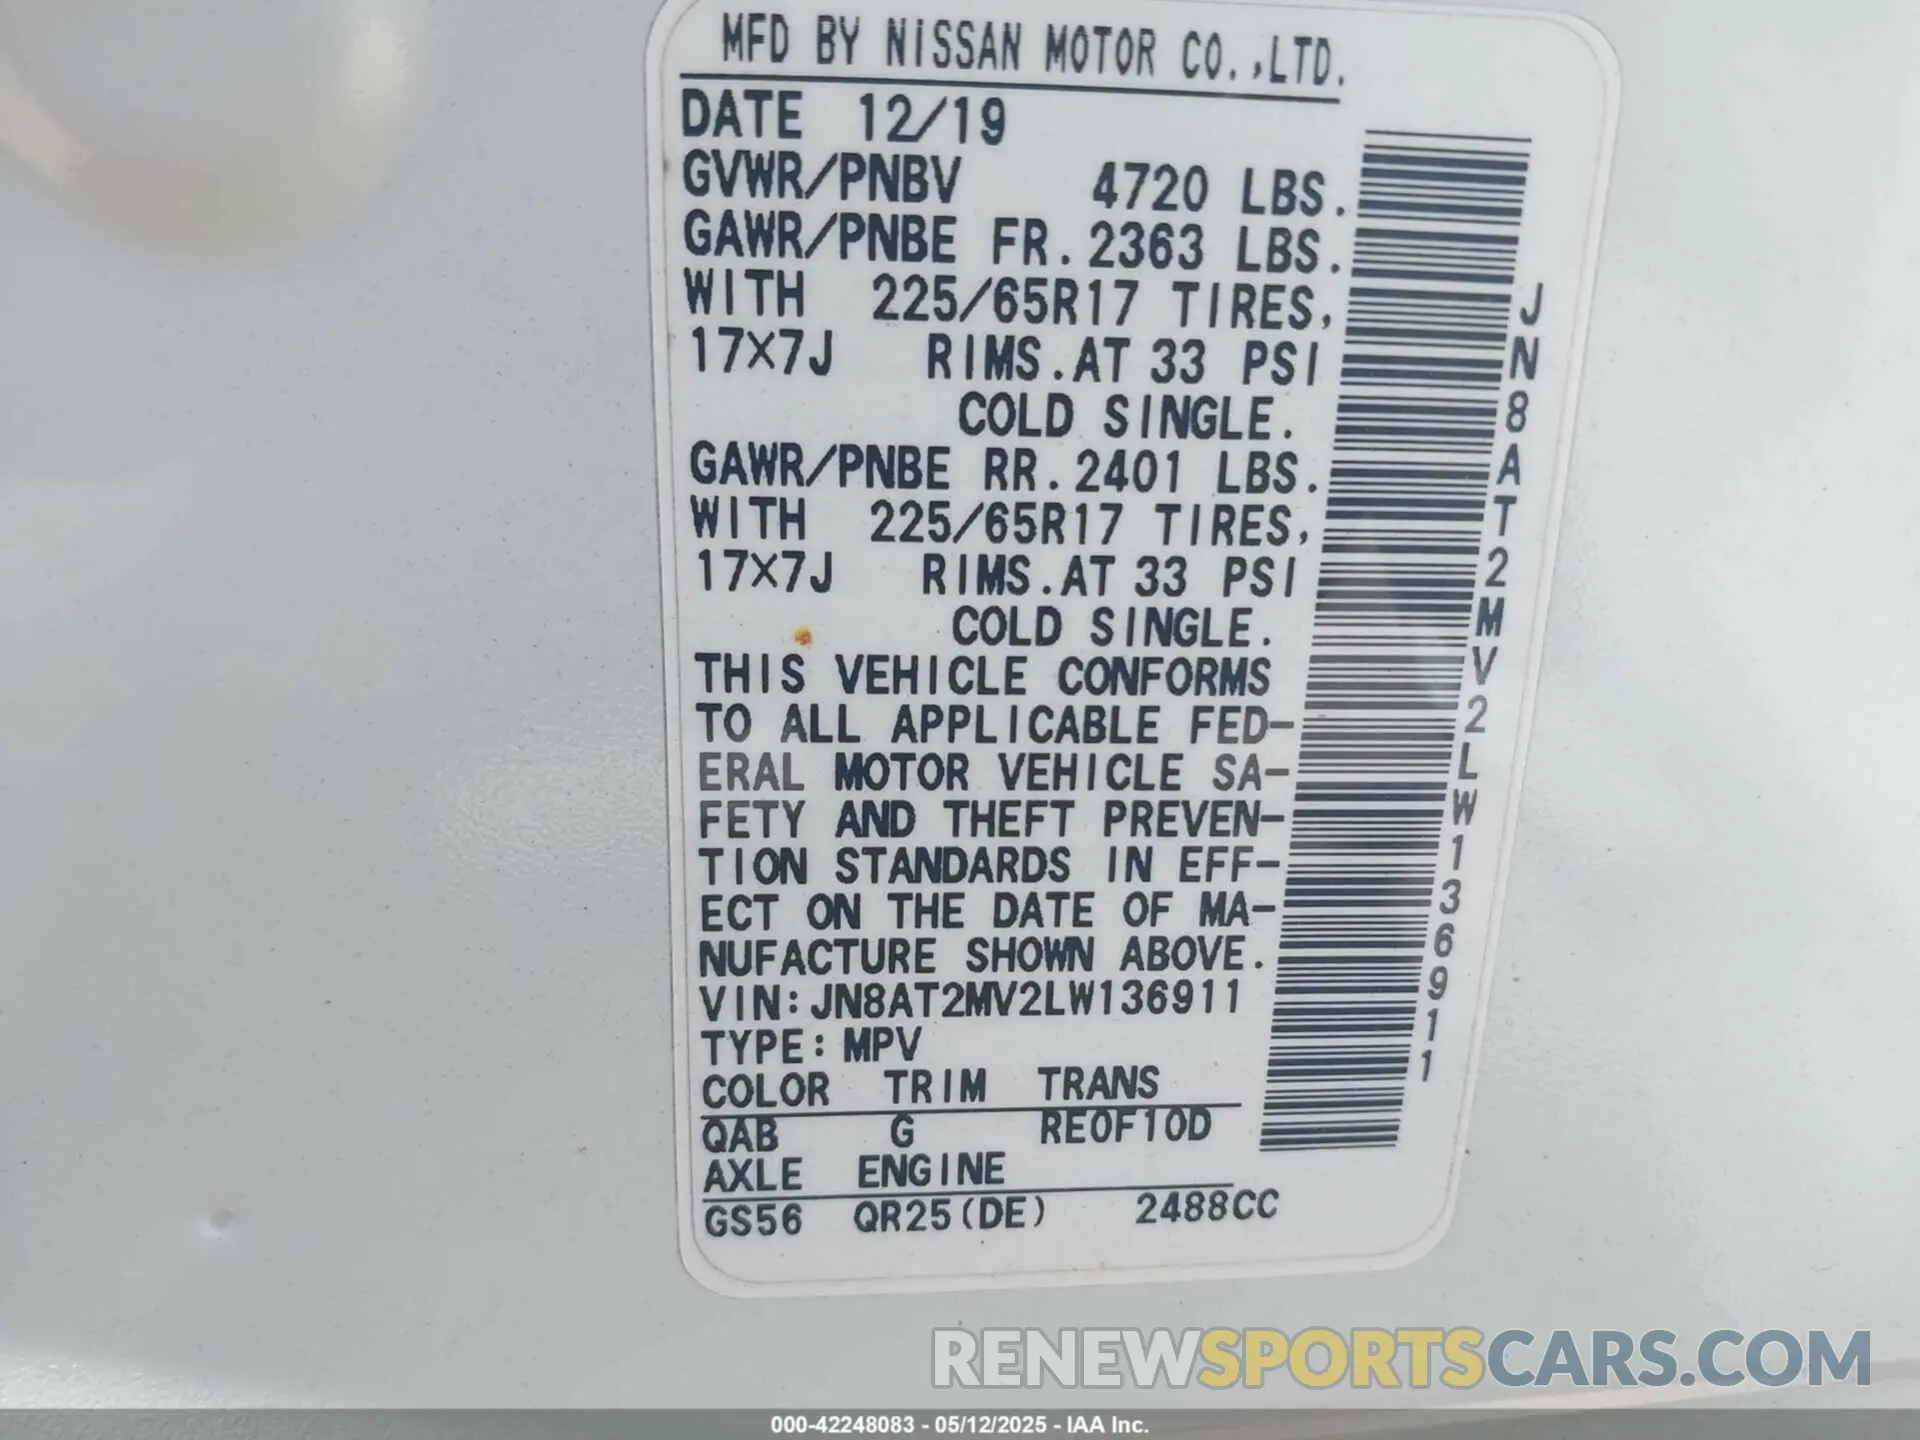 MFD BY NISSAN MOTOR CO.,LTD.
DATE 12/19
GVWR/PNBV 4720 LBS.
GAWR/PNBE FR.2363 LBS.
WITH 225/65R17 TIRES,
17X7J RIMS.AT 33 PSI
COLD SINGLE.
GAWR/PNBE RR.2401 LBS.
WITH 225/65R17 TIRES,
17X7J RIMS.AT 33 PSI
COLD SINGLE.
THIS VEHICLE CONFORMS
TO ALL APPLICABLE FED-
ERAL MOTOR VEHICLE SA-
FETY AND THEFT PREVEN-
TION STANDARDS IN EFF-
ECT ON THE DATE OF MA-
NUFACTURE SHOWN ABOVE.
VIN:JN8AT2MV2LW136911
TYPE:MPV
COLOR TRIM TRANS
QAB G RE0F10D
AXLE ENGINE
GS56 QR25(DE) 2488CC
JN8AT2MV2LW136911
RENEWSPORTSCARS.COM
000-42248083 - 05/12/2025 - IAA Inc.